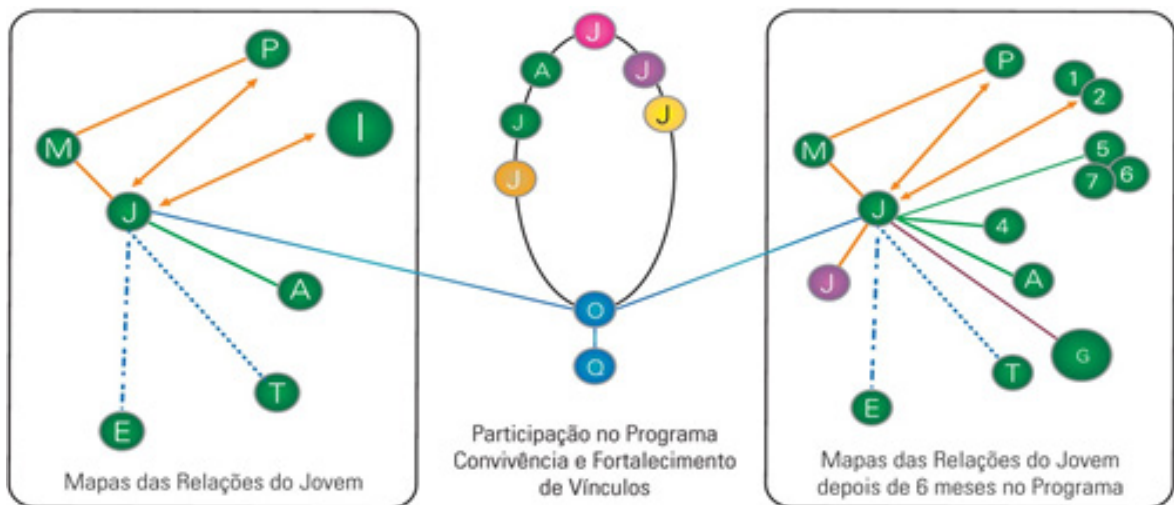 P
M
I
J
A
T
E
Mapas das Relações do Jovem
J
A
J
J
J
J
O
Q
Participação no Programa
Convivência e Fortalecimento
de Vínculos
P
1
2
M
5
6
7
J
4
J
A
G
T
E
Mapas das Relações do Jovem
depois de 6 meses no Programa